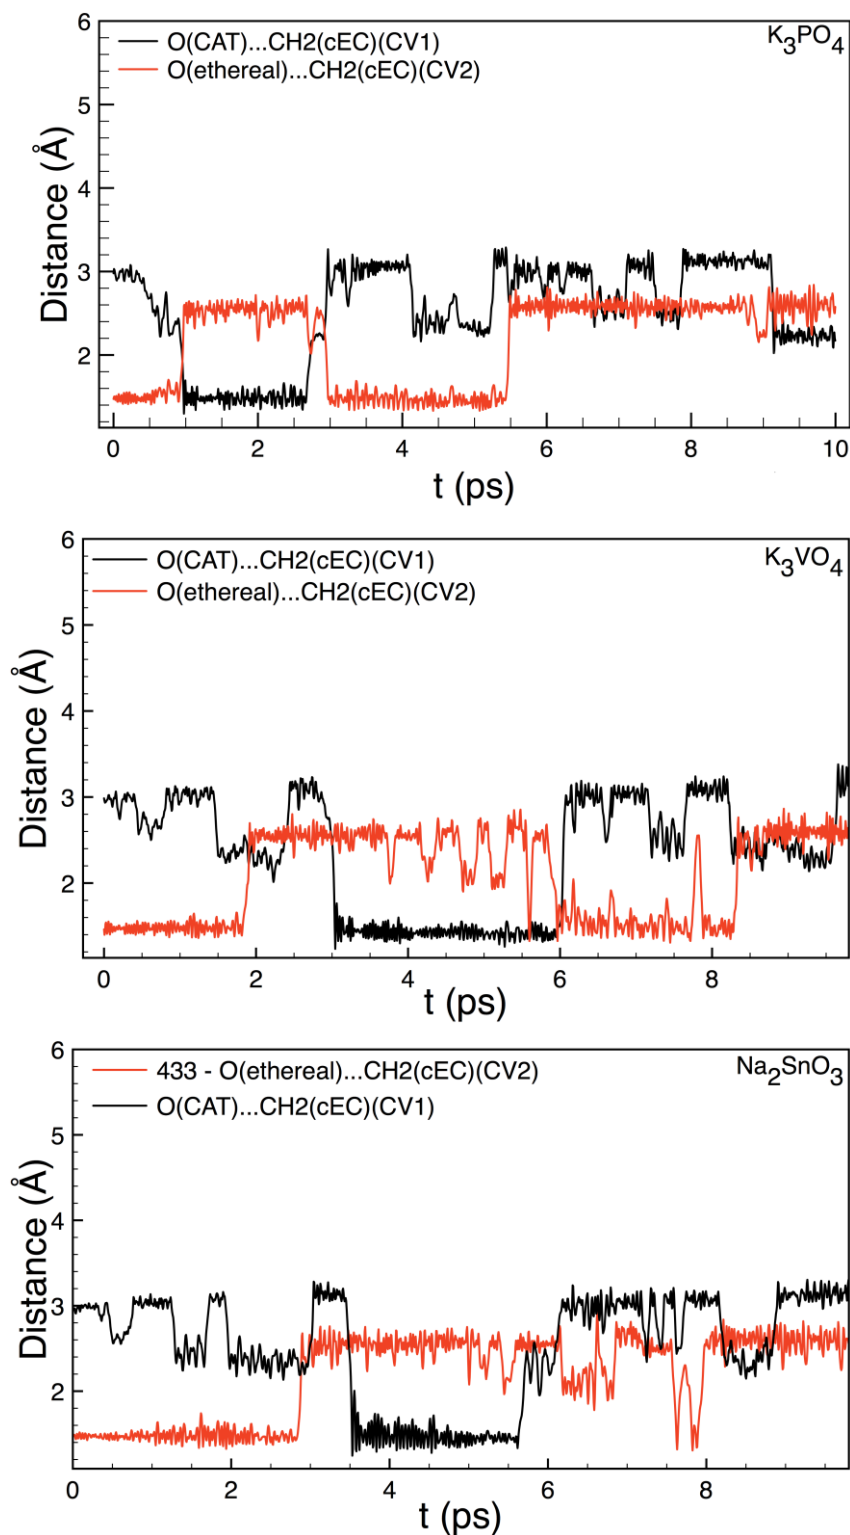 6
O(CAT)...CH2(cEC)(CV1)
K3PO4
O(ethereal)...CH2(cEC)(CV2)
5
4
3
2
Distance (Å)
0 2 4 6 8 10
t (ps)
6
O(CAT)...CH2(cEC)(CV1)
K3VO4
O(ethereal)...CH2(cEC)(CV2)
5
4
3
2
Distance (Å)
0 2 4 6 8
t (ps)
6
433 - O(ethereal)...CH2(cEC)(CV2)
Na2SnO3
O(CAT)...CH2(cEC)(CV1)
5
4
3
2
Distance (Å)
0 2 4 6 8
t (ps)